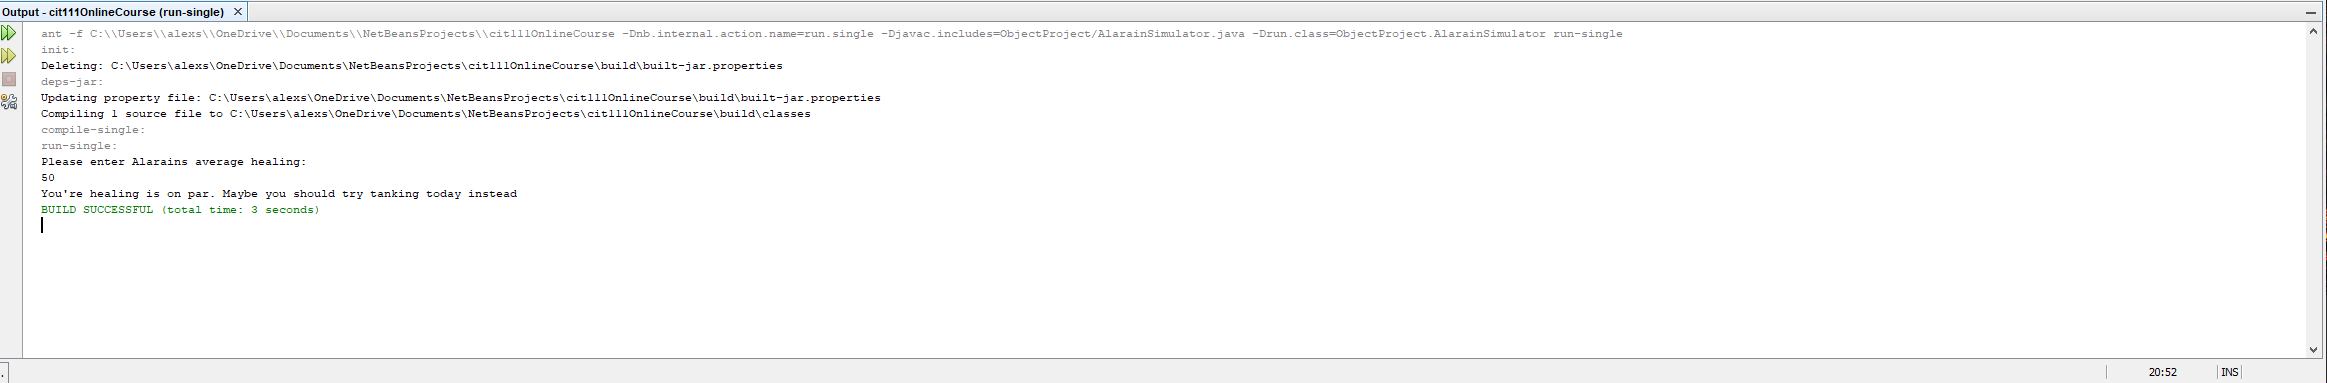 Output - cit111OnlineCourse (run-single)
ant -f C:\\Users\\alexs\\OneDrive\\Documents\\NetBeansProjects\\cit111OnlineCourse -Dnb.internal.action.name=run.single -Djavac.includes=ObjectProject/AlarainSimulator.java -Drun.class=ObjectProject.AlarainSimulator run-single
init:
Deleting: C:\Users\alexs\OneDrive\Documents\NetBeansProjects\cit111OnlineCourse\build\built-jar.properties
deps-jar:
Updating property file: C:\Users\alexs\OneDrive\Documents\NetBeansProjects\cit111OnlineCourse\build\built-jar.properties
Compiling 1 source file to C:\Users\alexs\OneDrive\Documents\NetBeansProjects\cit111OnlineCourse\build\classes
compile-single:
run-single:
Please enter Alarains average healing:
50
You're healing is on par. Maybe you should try tanking today instead
BUILD SUCCESSFUL (total time: 3 seconds)
20:52 INS